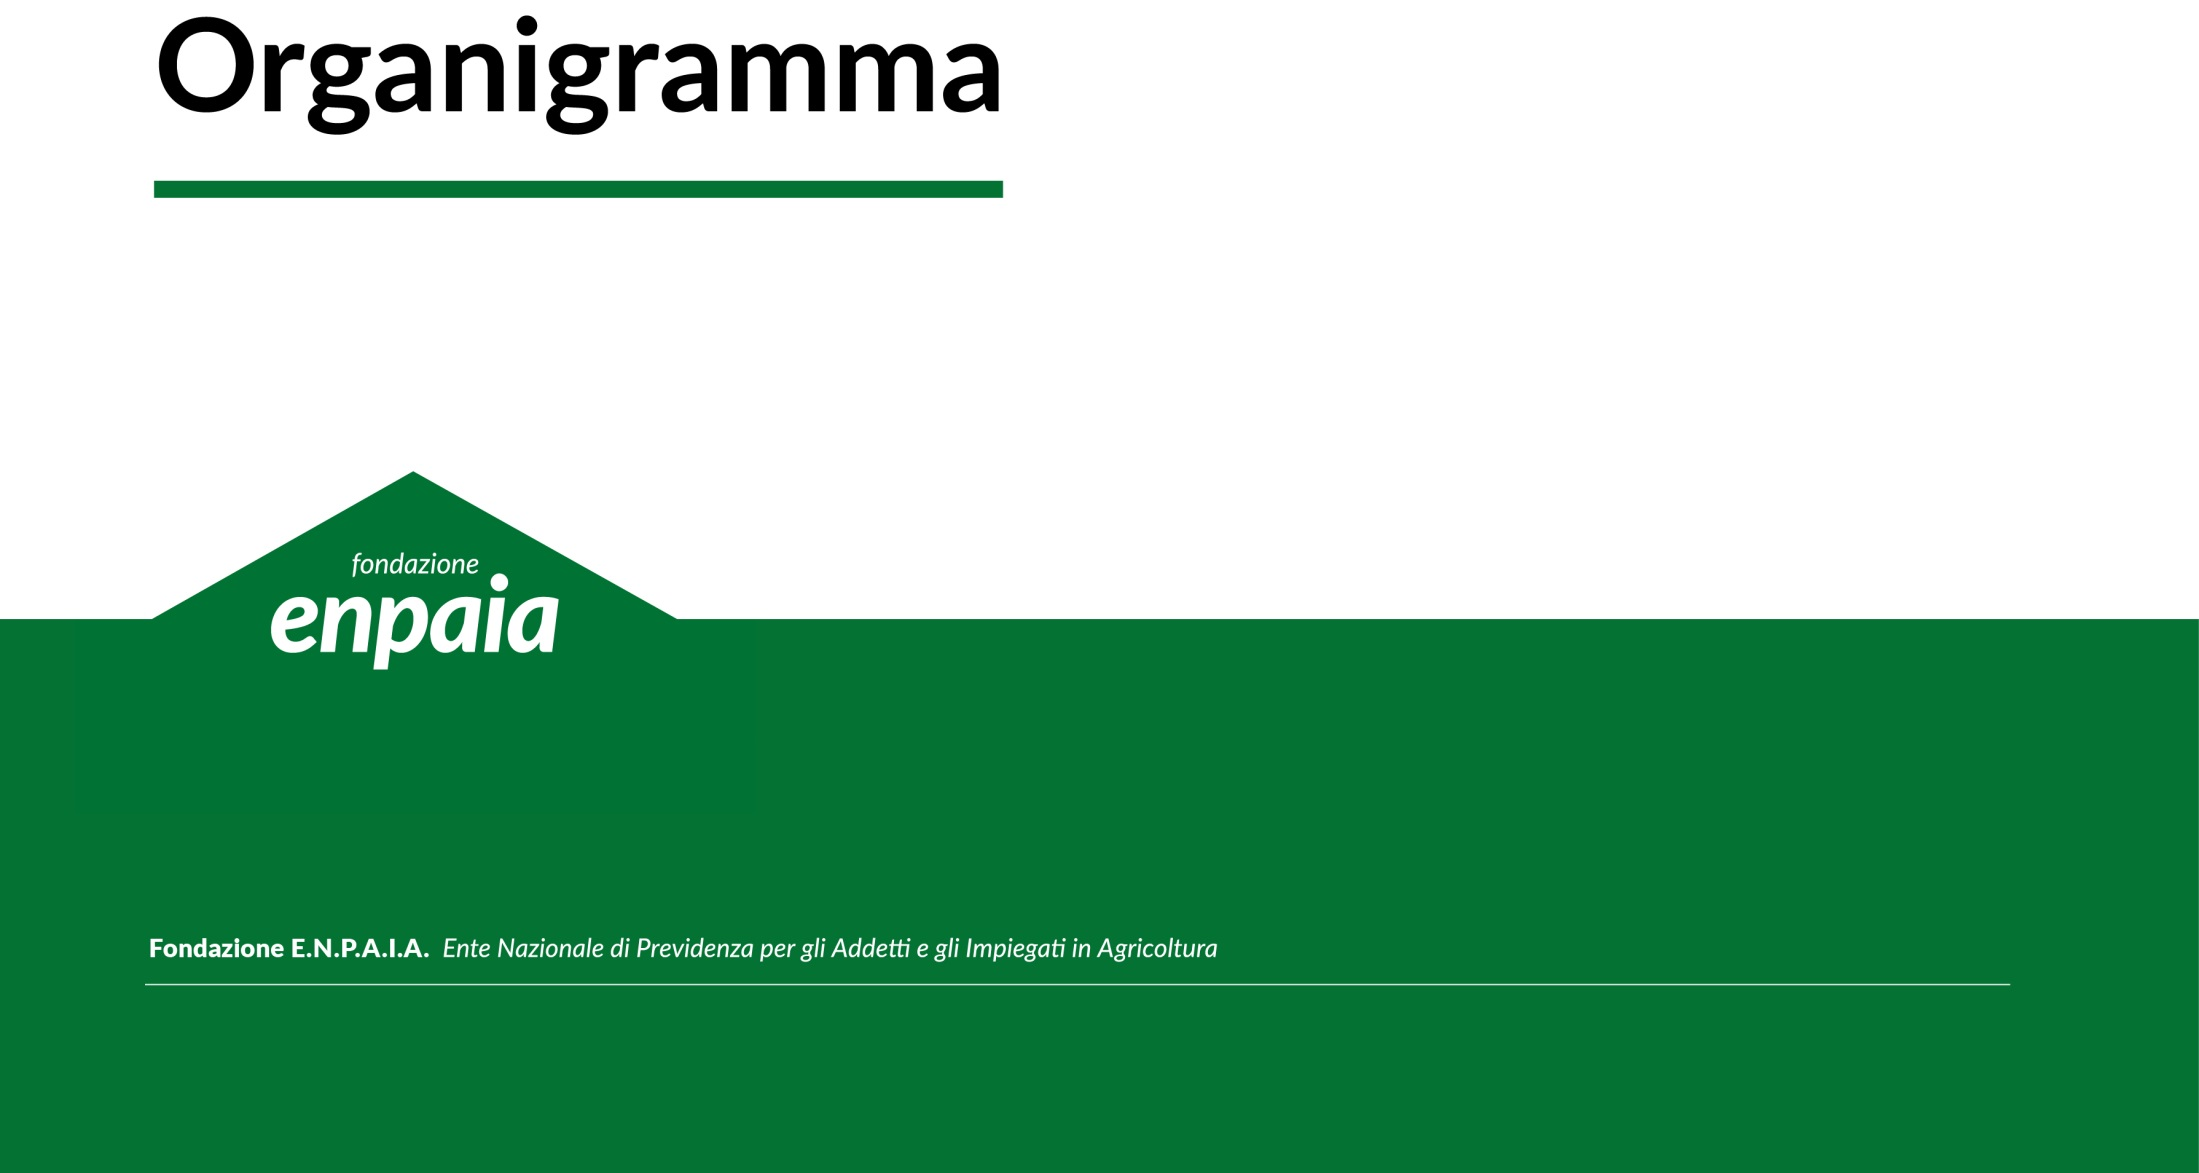 Organigramma
fondazione
enpaia
Fondazione E.N.P.A.I.A. Ente Nazionale di Previdenza per gli Addetti e gli Impiegati in Agricoltura